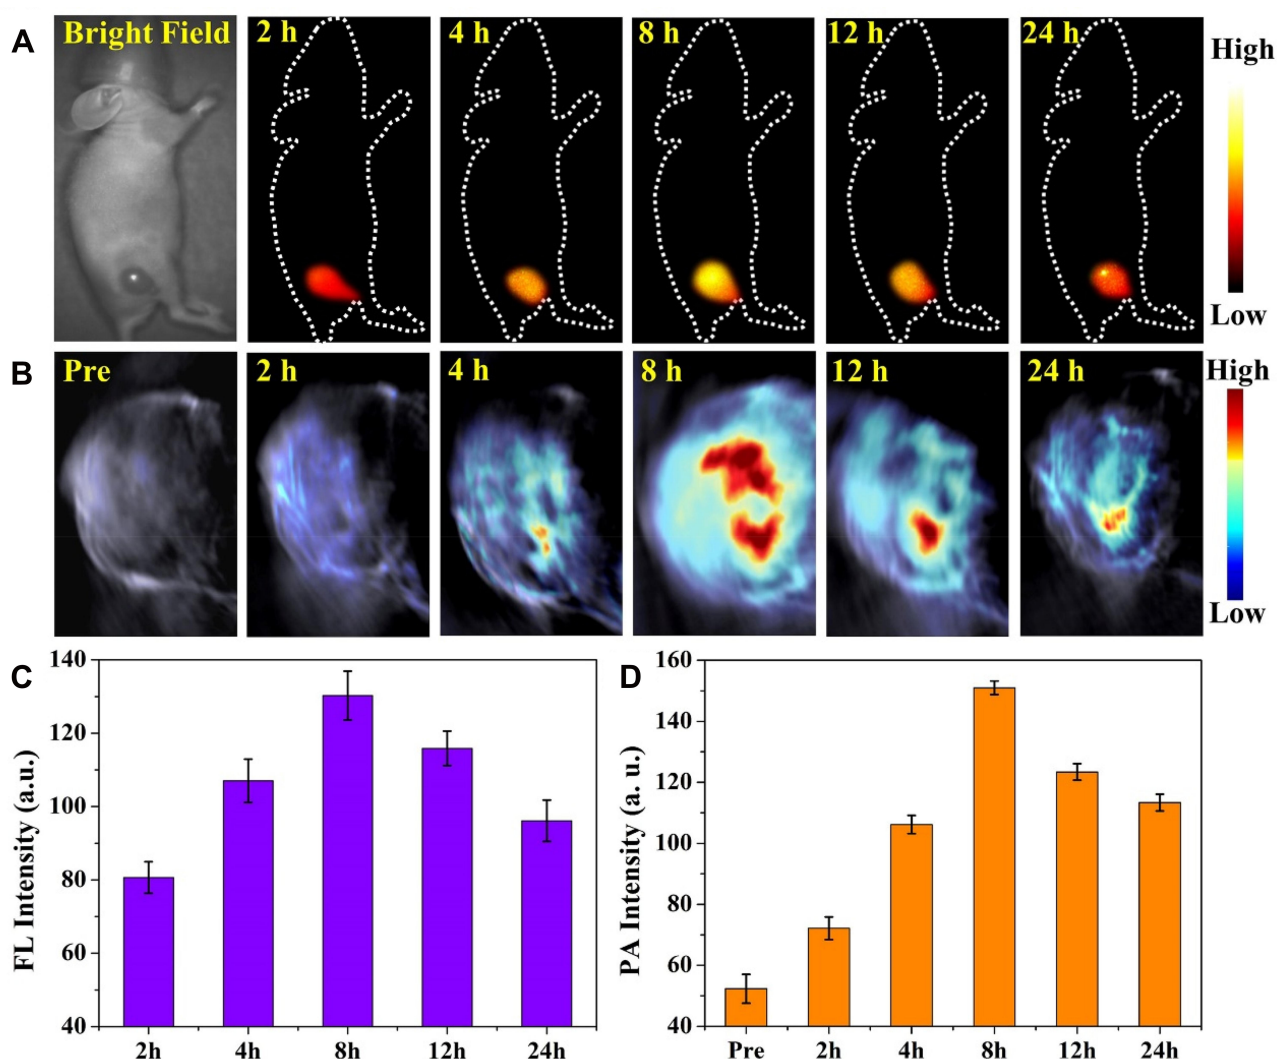 A
Bright Field
2 h
4 h
8 h
12 h
24 h
High
Low
B
Pre
2 h
4 h
8 h
12 h
24 h
High
Low
C
FL Intensity (a.u.)
140
120
100
80
60
40
2h
4h
8h
12h
24h
D
PA Intensity (a. u.)
160
140
120
100
80
60
40
Pre
2h
4h
8h
12h
24h